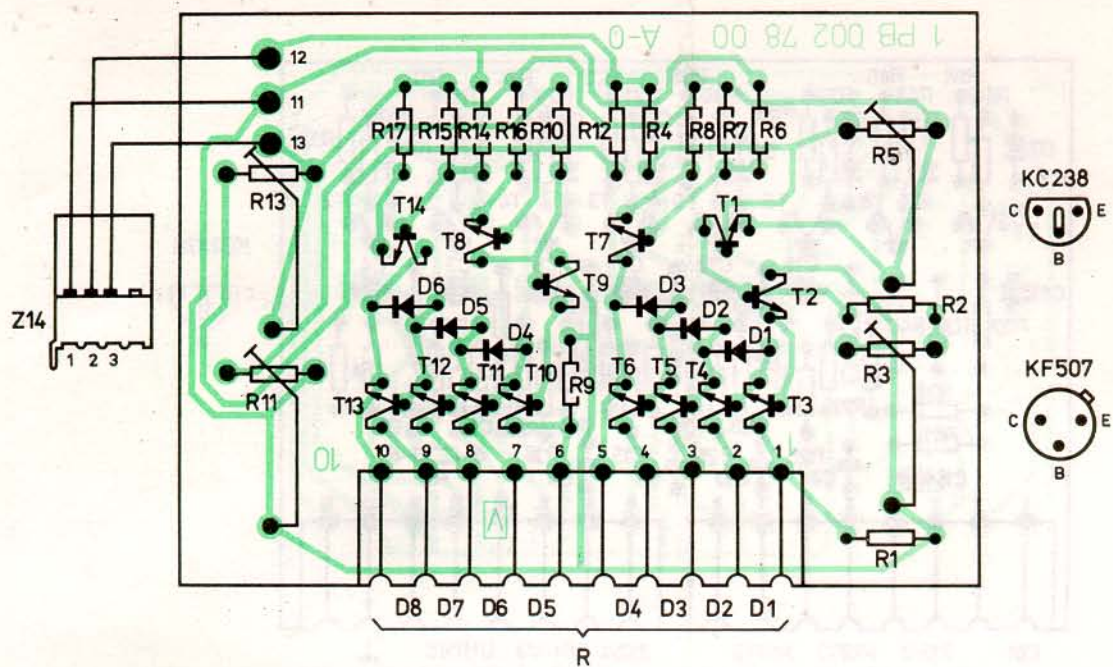 1 PB 002 78 00 A-0
12
11
13
R17 R15 R14 R16 R10 R12 R4 R8 R7 R6
R5
R13
KC238
C E
B
T14 T8 T7 T1
T9 T2
D6 D5 D4 D3 D2 D1
R2
R3
Z14
1 2 3
R11
T13 T12 T11 T10 R9 T6 T5 T4 T3
KF507
C E
B
10 1
10 9 8 7 6 5 4 3 2 1
V
R1
D8 D7 D6 D5 D4 D3 D2 D1
R